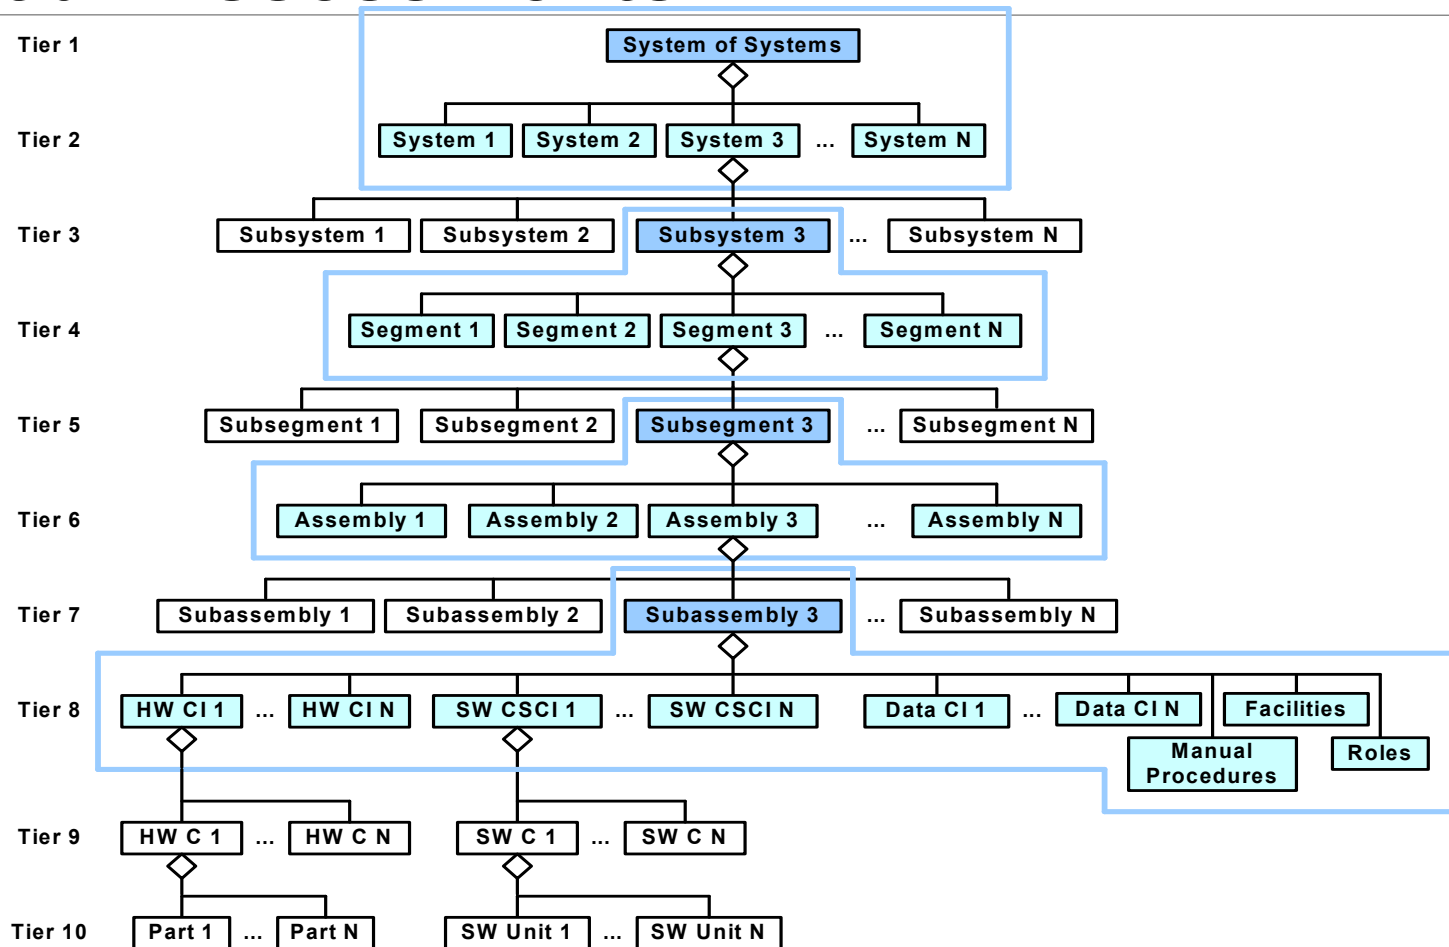 Tier 1 System of Systems
Tier 2 System 1 System 2 System 3 ... System N
Tier 3 Subsystem 1 Subsystem 2 Subsystem 3 ... Subsystem N
Tier 4 Segment 1 Segment 2 Segment 3 ... Segment N
Tier 5 Subsegment 1 Subsegment 2 Subsegment 3 ... Subsegment N
Tier 6 Assembly 1 Assembly 2 Assembly 3 ... Assembly N
Tier 7 Subassembly 1 Subassembly 2 Subassembly 3 ... Subassembly N
Tier 8 HW CI 1 ... HW CI N SW CSCI 1 ... SW CSCI N Data CI 1 ... Data CI N Facilities
Manual
Procedures
Roles
Tier 9 HW C 1 ... HW C N SW C 1 ... SW C N
Tier 10 Part 1 ... Part N SW Unit 1 ... SW Unit N